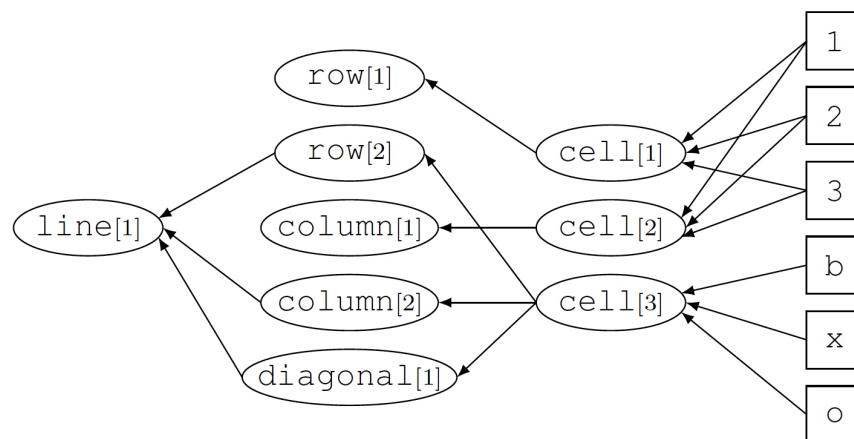 row[1]
row[2]
line[1]
column[1]
column[2]
diagonal[1]
cell[1]
cell[2]
cell[3]
1
2
3
b
x
o